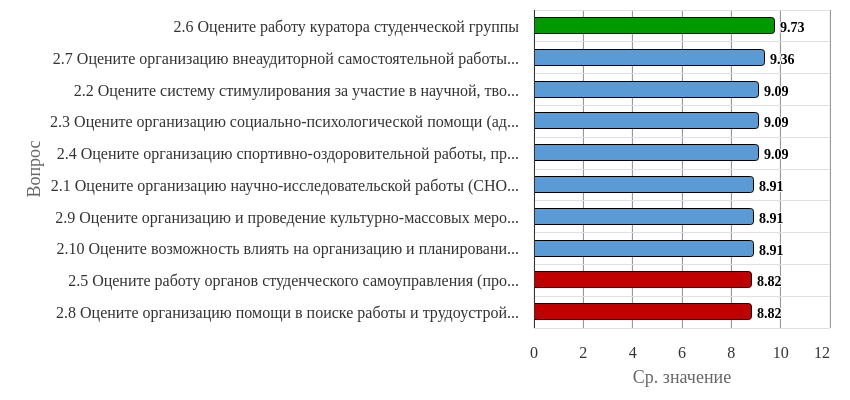 2.6 Оцените работу куратора студенческой группы 9.73
2.7 Оцените организацию внеаудиторной самостоятельной работы... 9.36
2.2 Оцените систему стимулирования за участие в научной, тво... 9.09
2.3 Оцените организацию социально-психологической помощи (ад... 9.09
2.4 Оцените организацию спортивно-оздоровительной работы, пр... 9.09
2.1 Оцените организацию научно-исследовательской работы (СНО... 8.91
2.9 Оцените организацию и проведение культурно-массовых меро... 8.91
2.10 Оцените возможность влиять на организацию и планировани... 8.91
2.5 Оцените работу органов студенческого самоуправления (про... 8.82
2.8 Оцените организацию помощи в поиске работы и трудоустрой... 8.82
Вопрос
0 2 4 6 8 10 12
Ср. значение